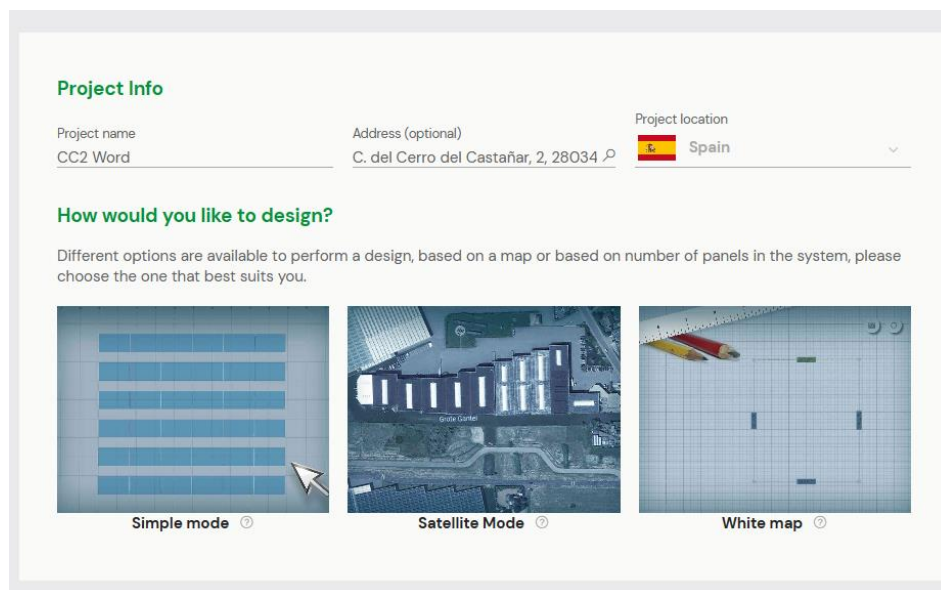 Project Info
Project name
Address (optional)
Project location
CC2 Word
C. del Cerro del Castañar, 2, 28034
Spain
How would you like to design?
Different options are available to perform a design, based on a map or based on number of panels in the system, please
choose the one that best suits you.
Grote Gantel
Simple mode ?
Satellite Mode ?
White map ?